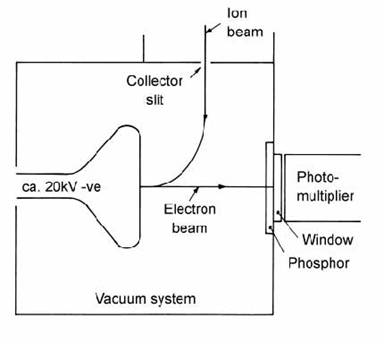 Ion
beam
Collector
slit
ca. 20kV -ve
Photo-
multiplier
Electron
beam
Window
Phosphor
Vacuum system